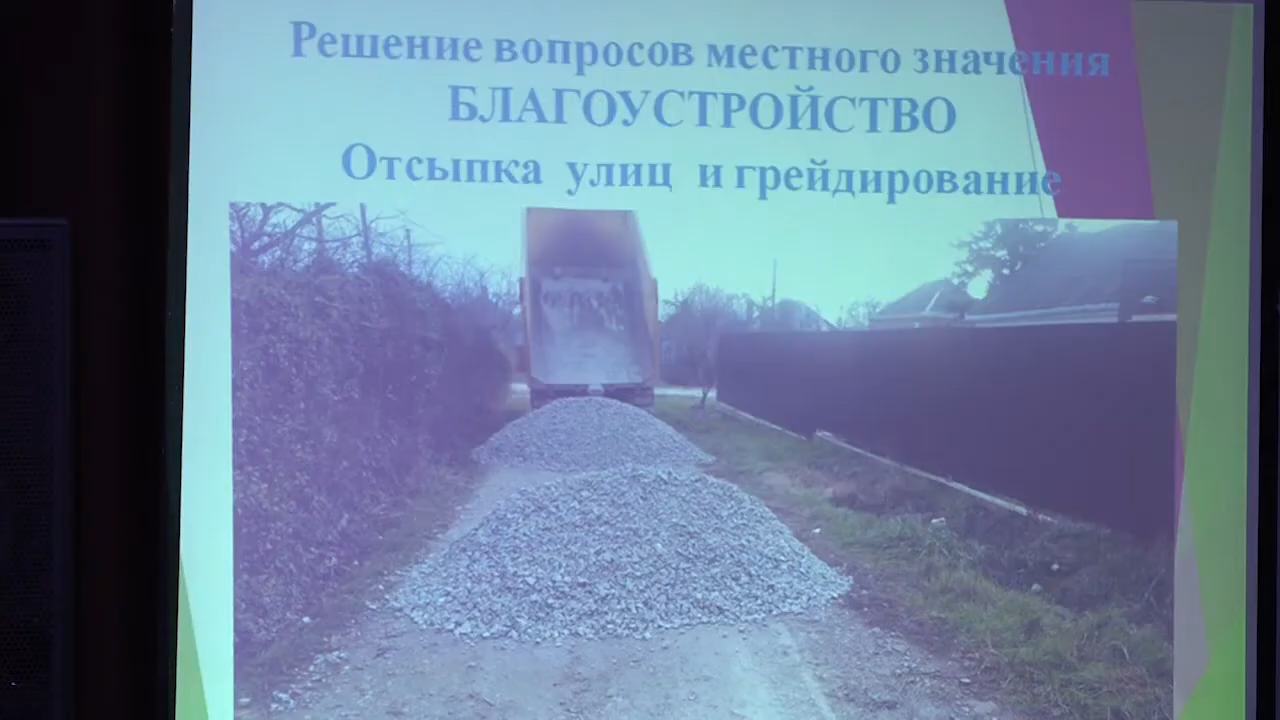 Решение вопросов местного значения
БЛАГОУСТРОЙСТВО
Отсыпка улиц и грейдирование